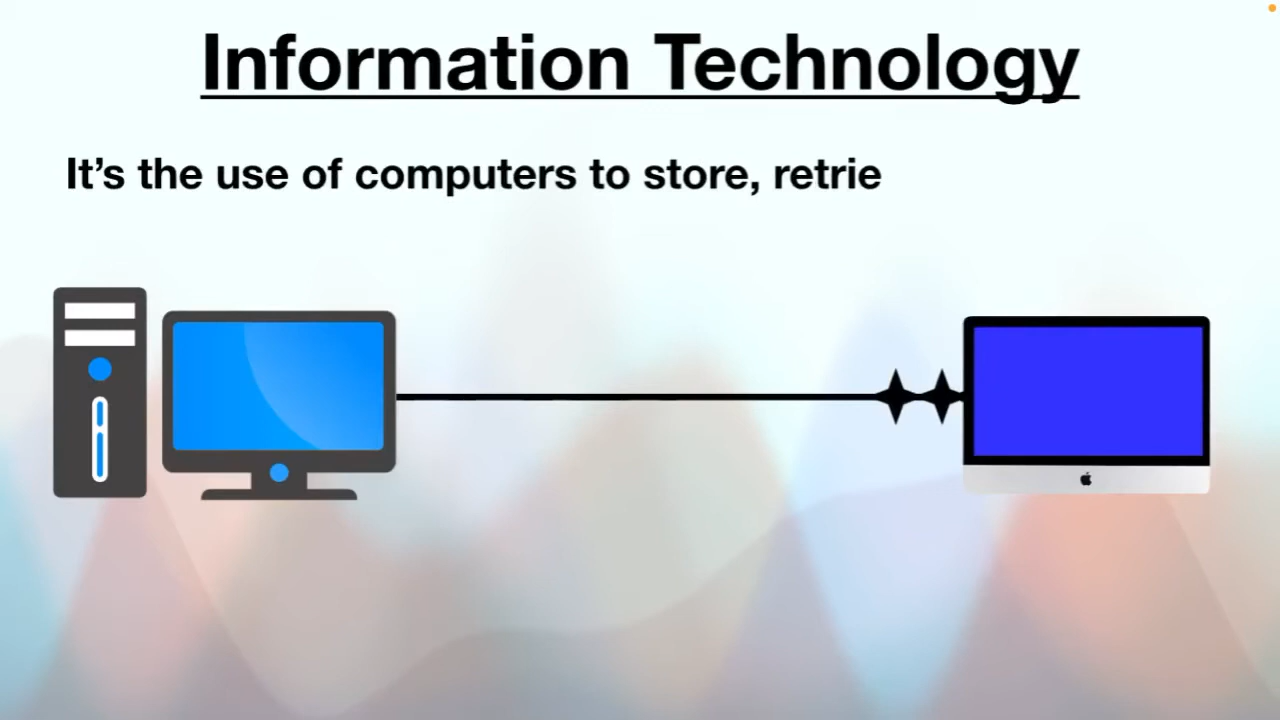 Information Technology
It’s the use of computers to store, retrie